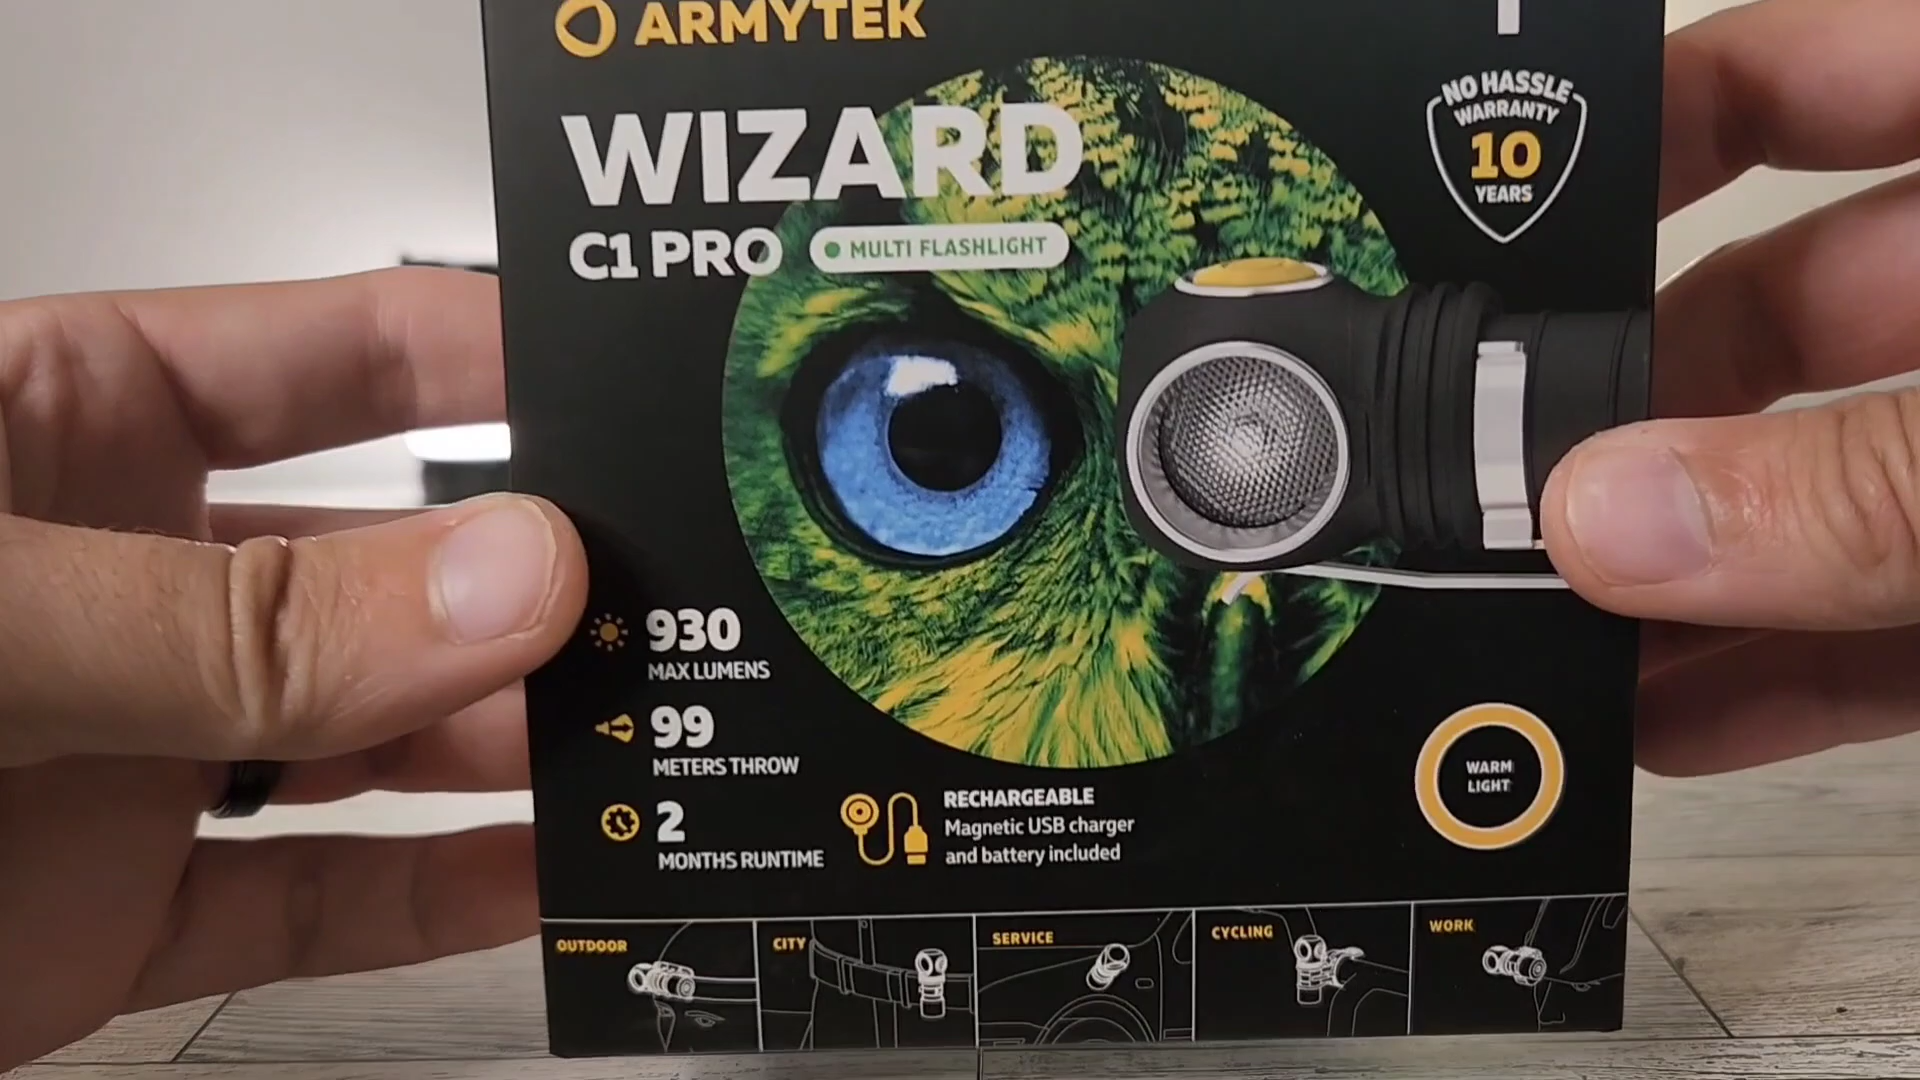 ARMYTEK
WIZARD
C1 PRO
MULTI FLASHLIGHT
NO HASSLE
WARRANTY
10
YEARS
930
MAX LUMENS
99
METERS THROW
2
MONTHS RUNTIME
RECHARGEABLE
Magnetic USB charger
and battery included
WARM
LIGHT
OUTDOOR
CITY
SERVICE
CYCLING
WORK